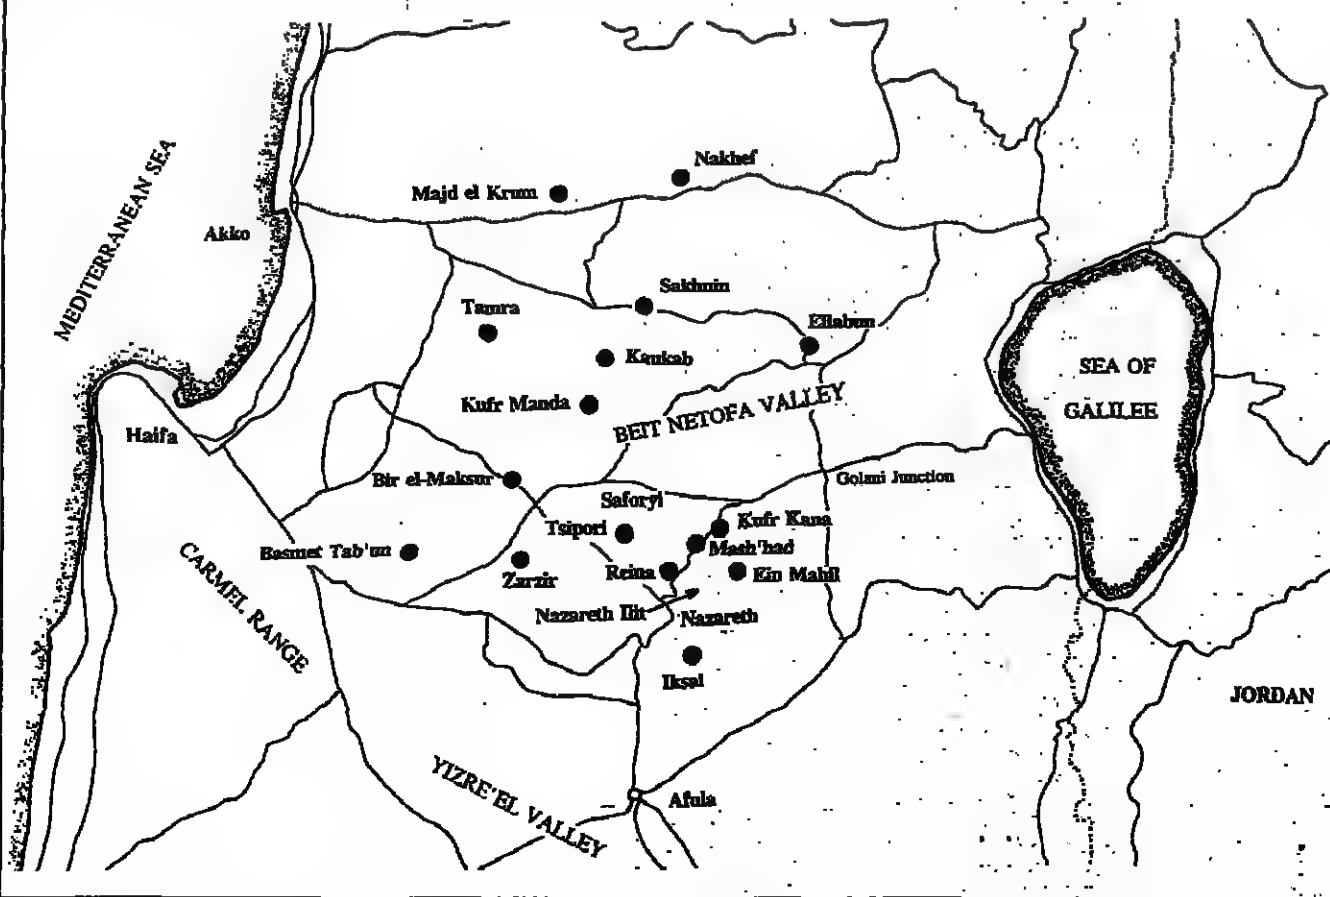 Nakhef
Majd el Krum
MEDITERRANEAN SEA
Akko
Sakhnin
Tamra
Ellabun
Kaukab
SEA OF
GALILEE
Kufr Manda
BEIT NETOFA VALLEY
Haifa
Bir el-Maksur
Golani Junction
Saforyi
Tsipori
Kufr Kana
Mash'had
Basmet Tab'un
Zarzir
Reina
Ein Mahil
CARMEL RANGE
Nazareth Ilit
Nazareth
Iksal
JORDAN
YIZRE'EL VALLEY
Afula